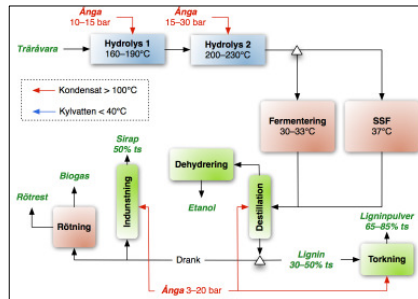 Ånga
10–15 bar
Ånga
15–30 bar
Träråvara
Hydrolys 1
160–190°C
Hydrolys 2
200–230°C
Kondensat > 100°C
Kylvatten < 40°C
Fermentering
30–33°C
SSF
37°C
Sirap
50% ts
Dehydrering
Biogas
Ligninpulver
65–85% ts
Rötrest
Indunstning
Etanol
Destillation
Rötning
Lignin
30–50% ts
Torkning
Drank
Ånga 3–20 bar